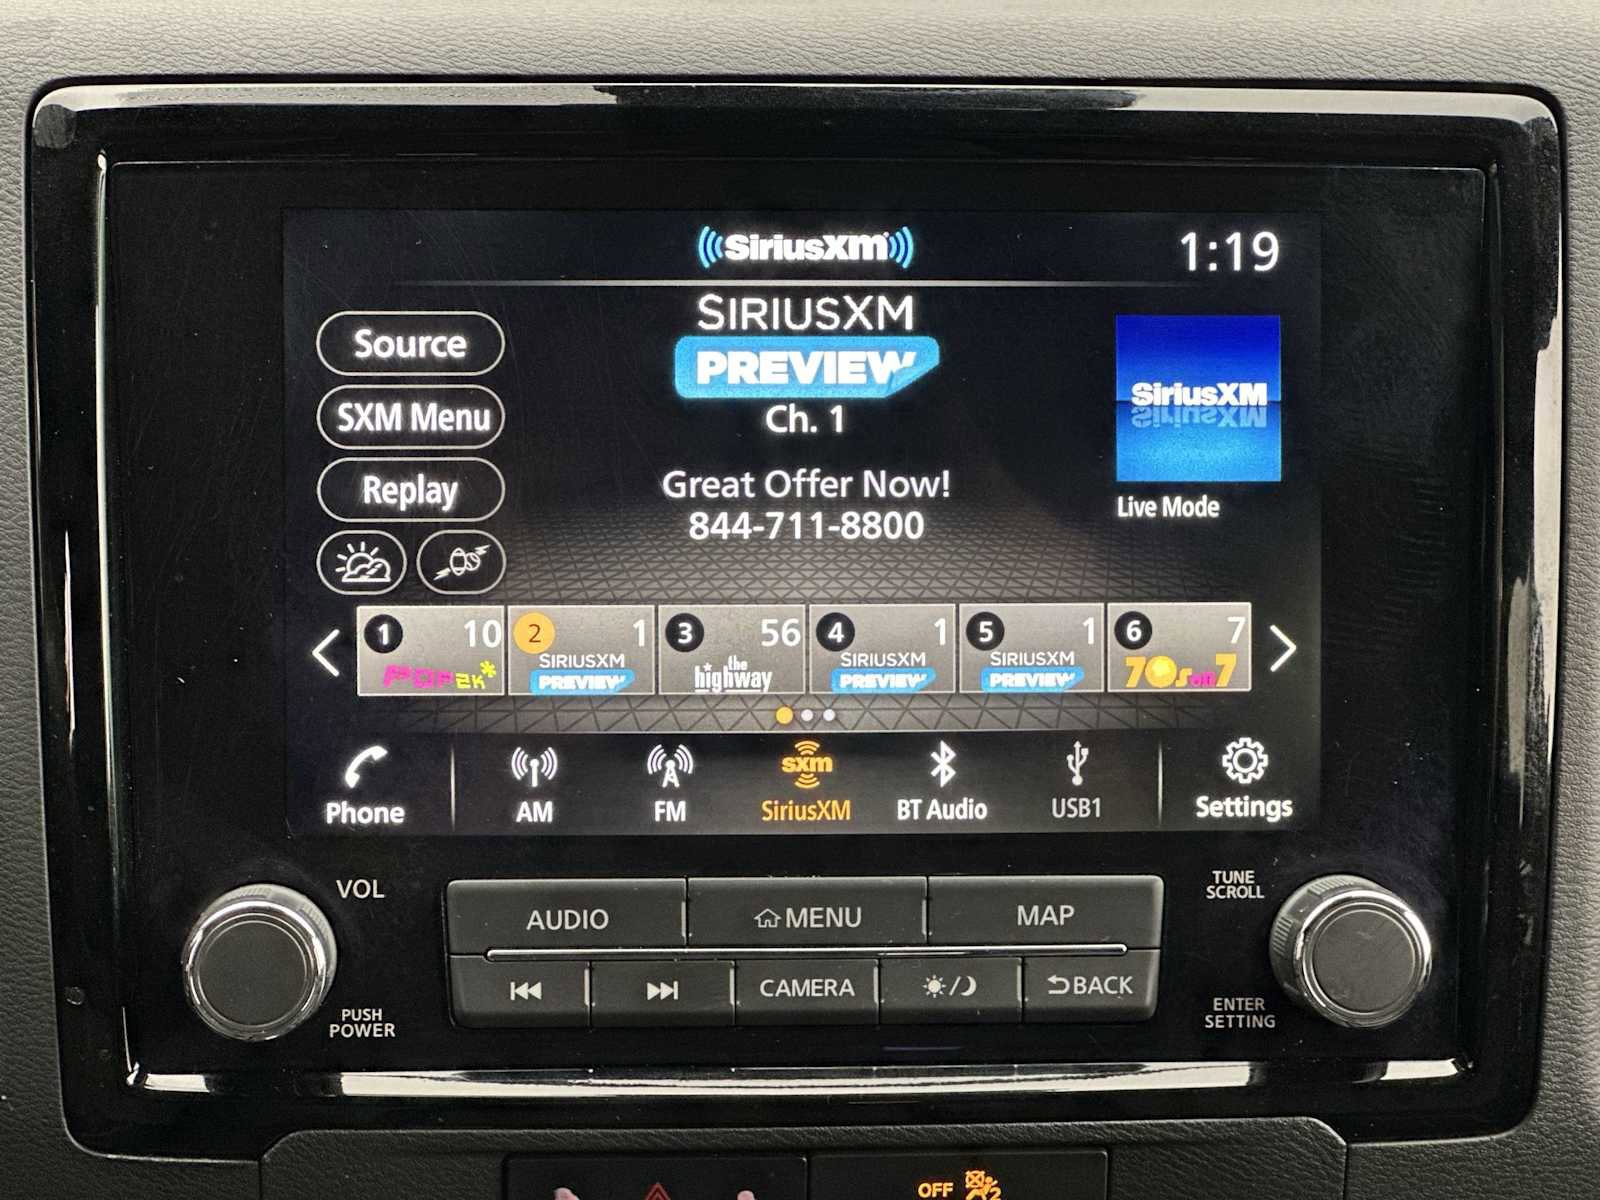 SiriusXM
1:19
SIRIUSXM
PREVIEW
Ch. 1
Great Offer Now!
844-711-8800
Source
SXM Menu
Replay
SiriusXM
Live Mode
1 10
POP2K
2 1
SIRIUSXM
PREVIEW
3 56
the highway
4 1
SIRIUSXM
PREVIEW
5 1
SIRIUSXM
PREVIEW
6 7
70s on 7
Phone
AM
FM
sxm
SiriusXM
BT Audio
USB1
Settings
VOL
PUSH
POWER
AUDIO
MENU
MAP
CAMERA
BACK
TUNE
SCROLL
ENTER
SETTING
OFF
2